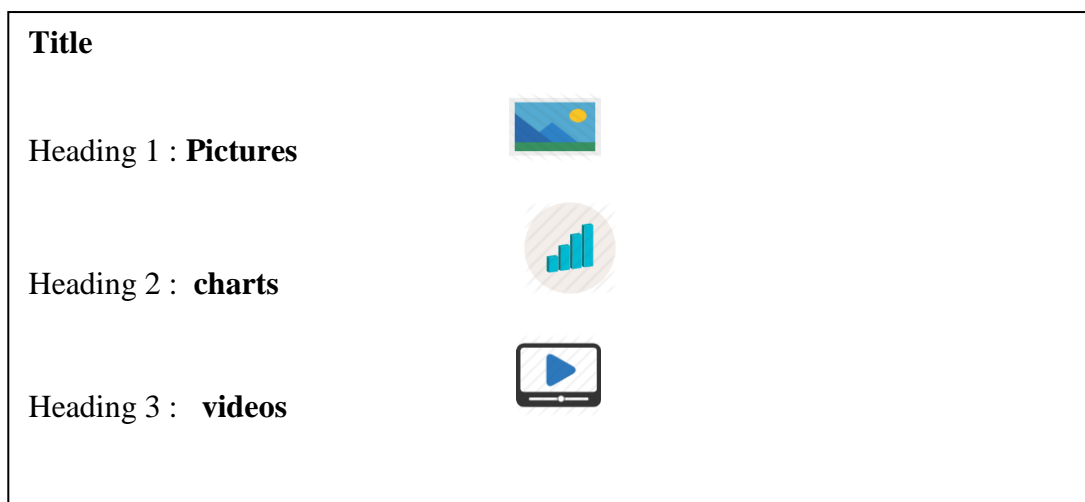 Title
Heading 1 : Pictures
Heading 2 : charts
Heading 3 : videos